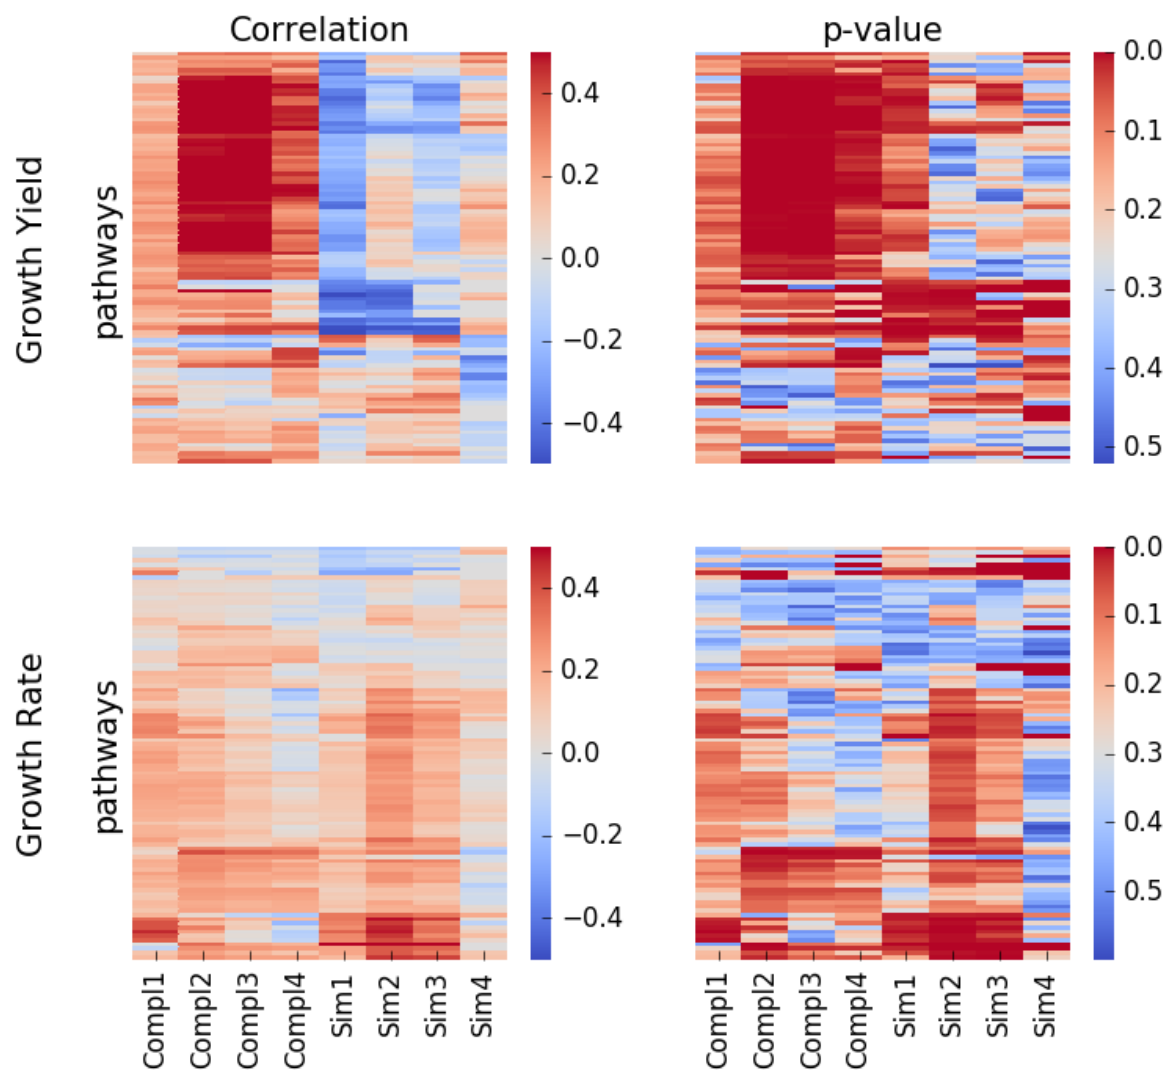 Correlation
p-value
Growth Yield
pathways
0.4
0.2
0.0
−0.2
−0.4
0.0
0.1
0.2
0.3
0.4
0.5
Growth Rate
pathways
0.4
0.2
0.0
−0.2
−0.4
0.0
0.1
0.2
0.3
0.4
0.5
Compl1
Compl2
Compl3
Compl4
Sim1
Sim2
Sim3
Sim4
Compl1
Compl2
Compl3
Compl4
Sim1
Sim2
Sim3
Sim4